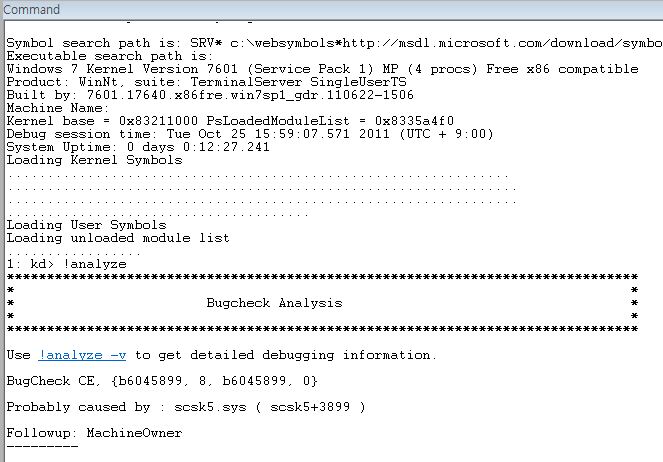 Command
Symbol search path is: SRV* c:\websymbols*http://msdl.microsoft.com/download/symbo
Executable search path is:
Windows 7 Kernel Version 7601 (Service Pack 1) MP (4 procs) Free x86 compatible
Product: WinNt, suite: TerminalServer SingleUserTS
Built by: 7601.17640.x86fre.win7sp1_gdr.110622-1506
Machine Name:
Kernel base = 0x83211000 PsLoadedModuleList = 0x8335a4f0
Debug session time: Tue Oct 25 15:59:07.571 2011 (UTC + 9:00)
System Uptime: 0 days 0:12:27.241
Loading Kernel Symbols
...............................................................
................................................................
................................................................
......................................
Loading User Symbols
Loading unloaded module list
.................
1: kd> !analyze
*******************************************************************************
*                                                                             *
*                        Bugcheck Analysis                                    *
*                                                                             *
*******************************************************************************
Use !analyze -v to get detailed debugging information.
BugCheck CE, {b6045899, 8, b6045899, 0}
Probably caused by : scsk5.sys ( scsk5+3899 )
Followup: MachineOwner
---------